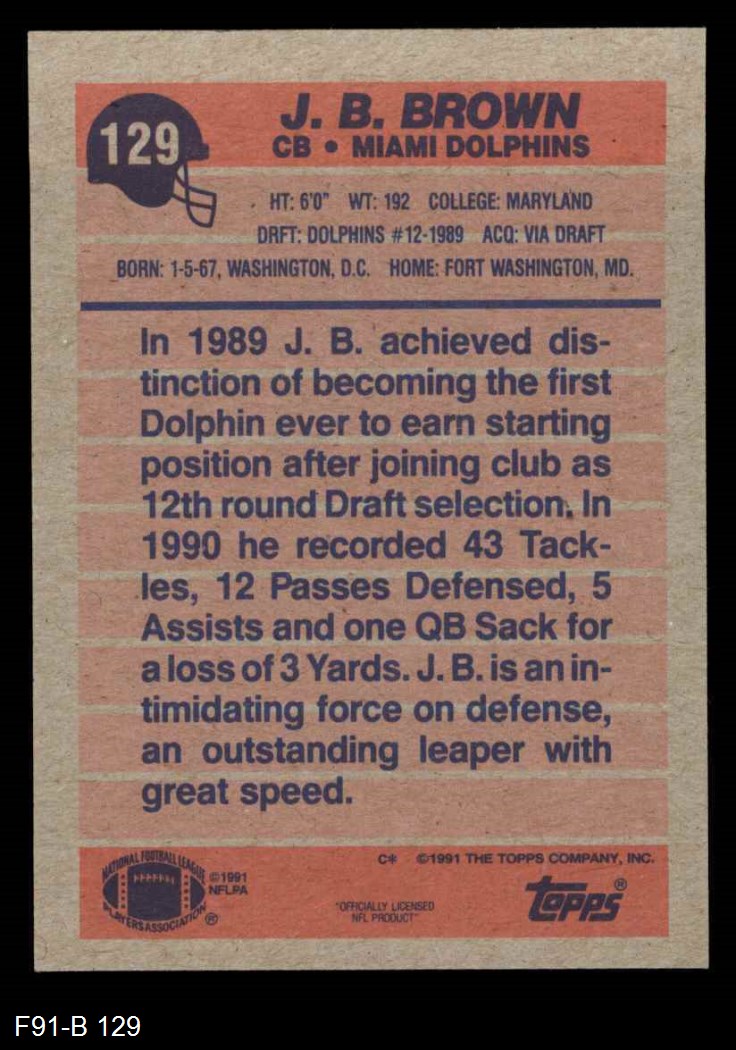 129
J. B. BROWN
CB • MIAMI DOLPHINS
HT: 6'0" WT: 192 COLLEGE: MARYLAND
DRFT: DOLPHINS #12-1989 ACQ: VIA DRAFT
BORN: 1-5-67, WASHINGTON, D.C. HOME: FORT WASHINGTON, MD.
In 1989 J. B. achieved dis-
tinction of becoming the first
Dolphin ever to earn starting
position after joining club as
12th round Draft selection. In
1990 he recorded 43 Tack-
les, 12 Passes Defensed, 5
Assists and one QB Sack for
a loss of 3 Yards. J. B. is an in-
timidating force on defense,
an outstanding leaper with
great speed.
NATIONAL FOOTBALL LEAGUE
PLAYERS ASSOCIATION
®
©1991
NFLPA
C* ©1991 THE TOPPS COMPANY, INC.
"OFFICIALLY LICENSED
NFL PRODUCT"
topps®
F91-B 129